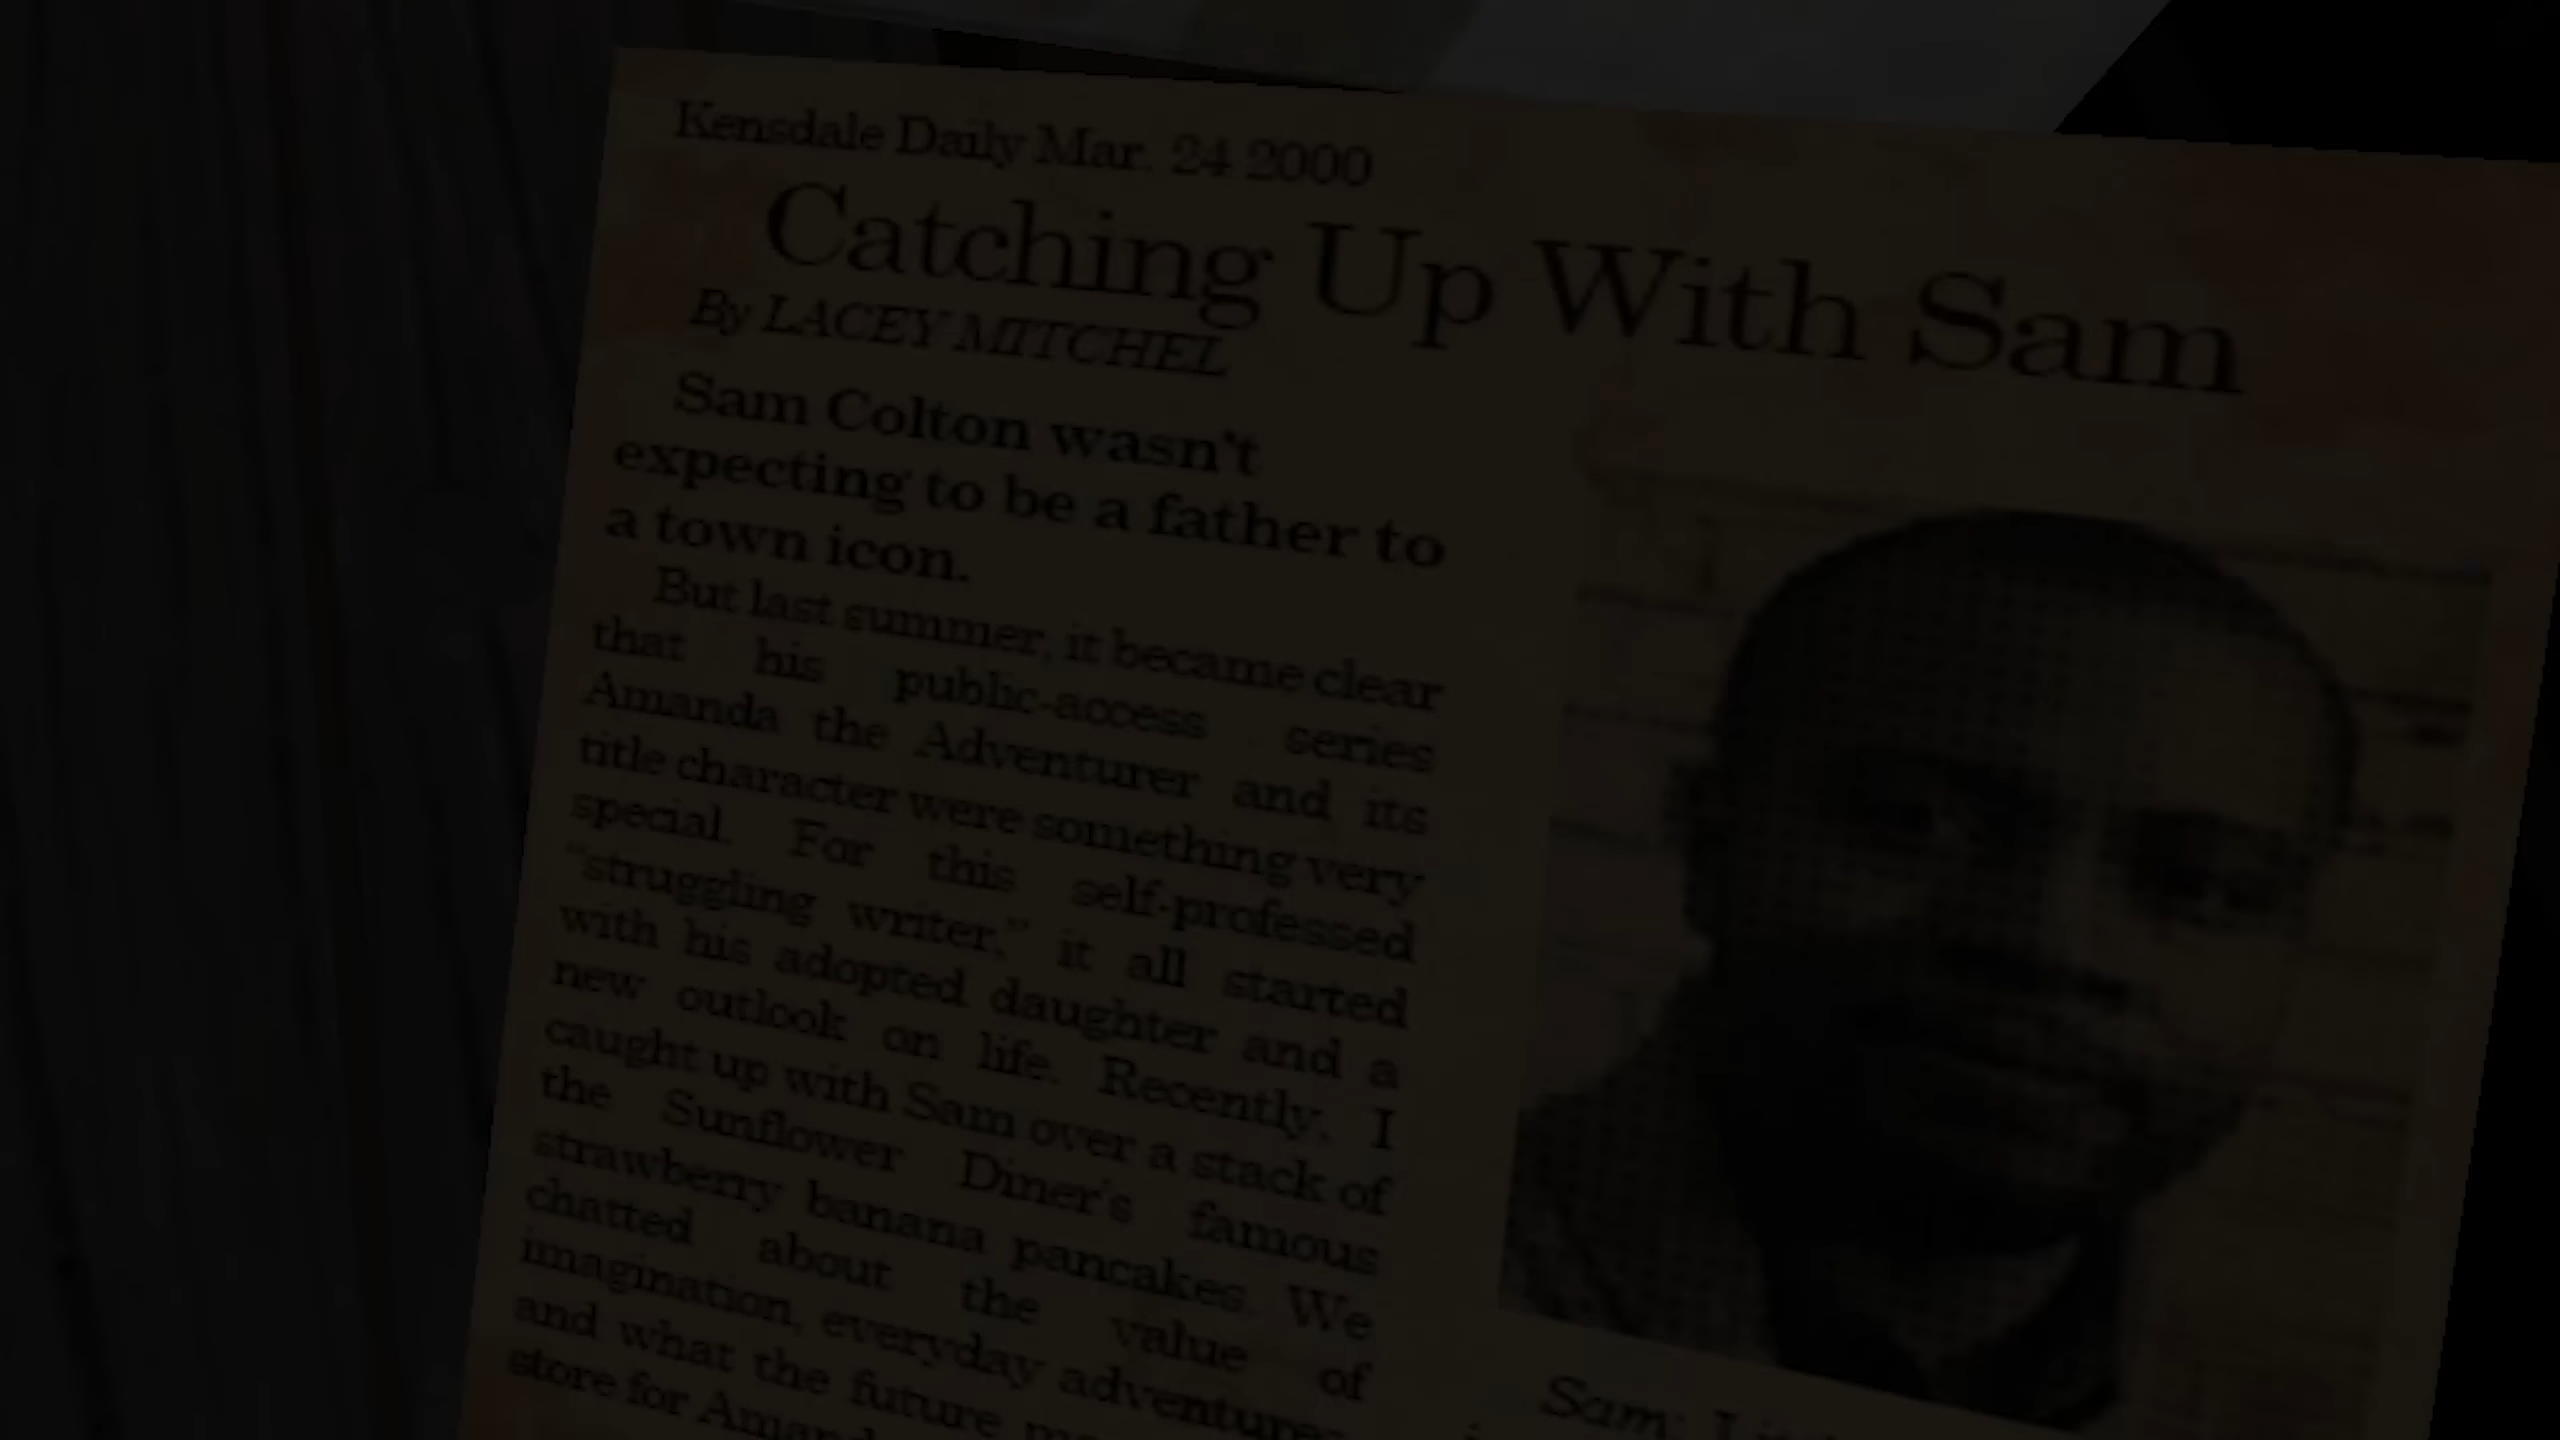 Kensdale Daily Mar. 24 2000
Catching Up With Sam
By LACEY MITCHEL
Sam Colton wasn't
expecting to be a father to
a town icon.
But last summer, it became clear
that his public-access series
Amanda the Adventurer and its
title character were something very
special. For this self-professed
"struggling writer," it all started
with his adopted daughter and a
new outlook on life. Recently, I
caught up with Sam over a stack of
the Sunflower Diner's famous
strawberry banana pancakes. We
chatted about the value of
imagination, everyday adventures
and what the future
store for
Sam: